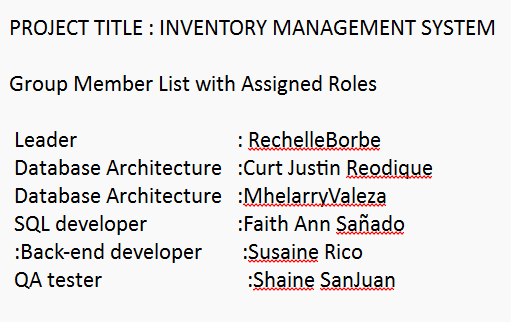 PROJECT TITLE : INVENTORY MANAGEMENT SYSTEM
Group Member List with Assigned Roles
Leader : RechelleBorbe
Database Architecture :Curt Justin Reodique
Database Architecture :MhelarryValeza
SQL developer :Faith Ann Sañado
:Back-end developer :Susaine Rico
QA tester :Shaine SanJuan